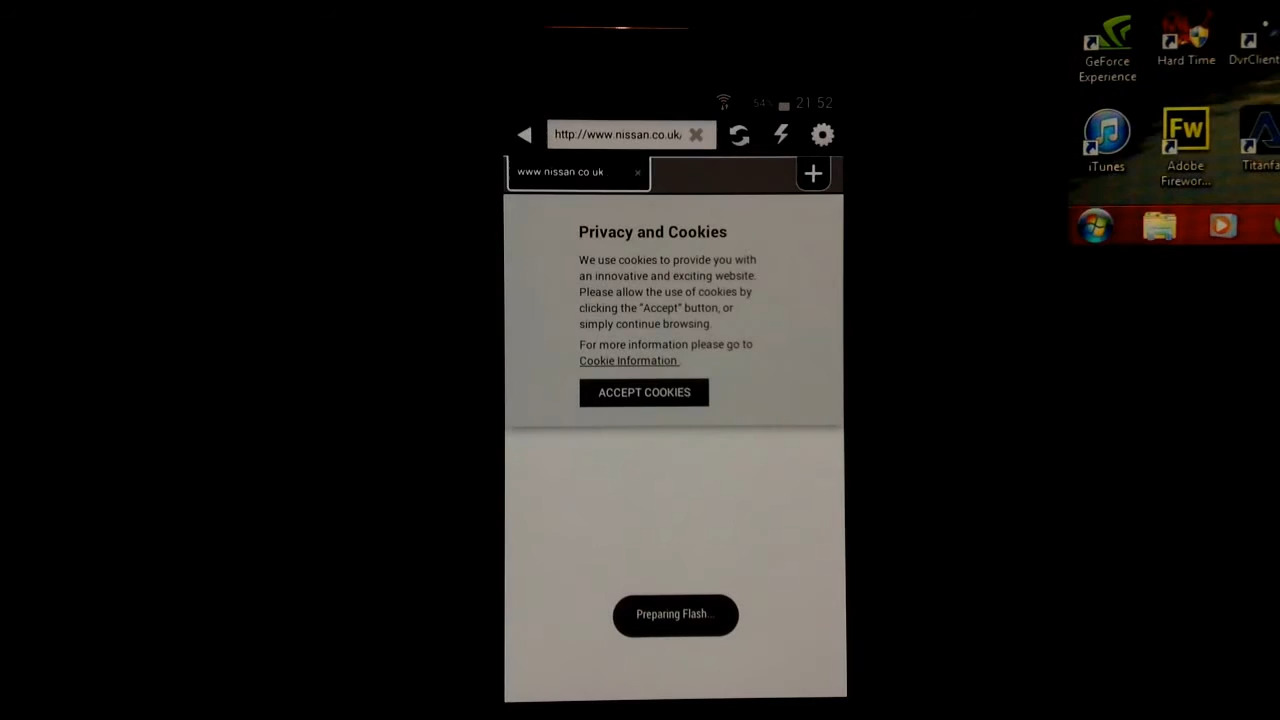 54%
21 52
http://www.nissan.co.uk/
www nissan co uk
Privacy and Cookies
We use cookies to provide you with
an innovative and exciting website.
Please allow the use of cookies by
clicking the "Accept" button, or
simply continue browsing.
For more information please go to
Cookie Information
ACCEPT COOKIES
Preparing Flash...
GeForce
Experience
Hard Time
DvrClient
iTunes
Fw
Adobe
Firewor...
Titanfa